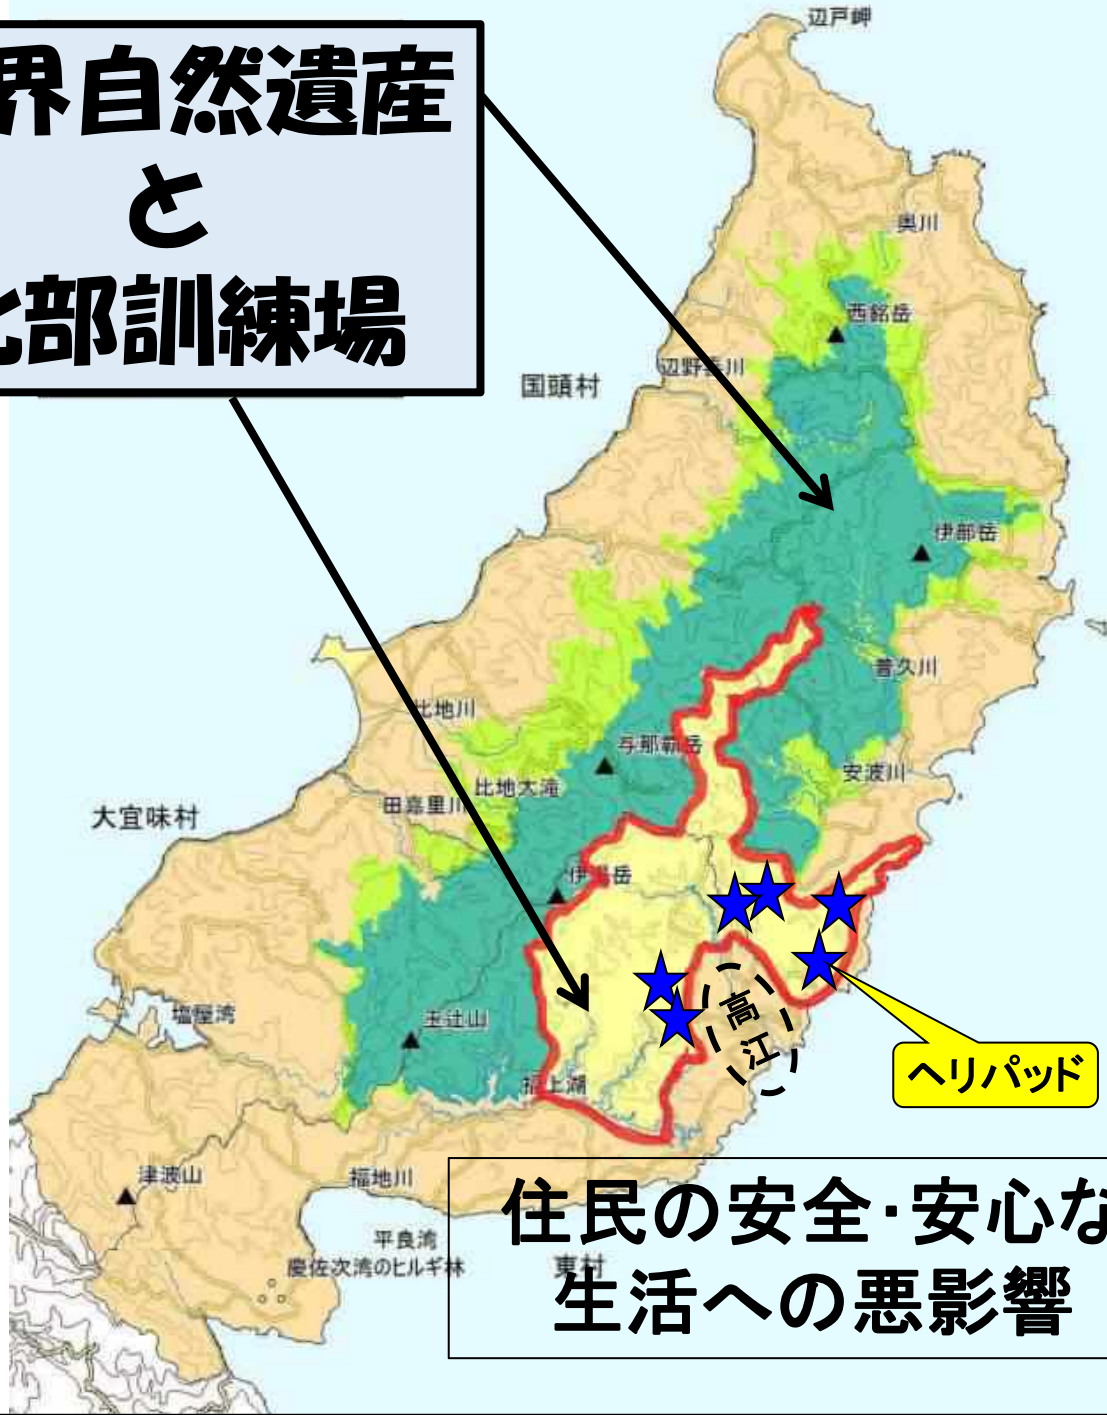 界自然遺産
と
北部訓練場
辺戸岬
奥川
西銘岳
辺野喜川
国頭村
伊部岳
普久川
比地川
与那覇岳
安波川
比地大滝
田嘉里川
大宜味村
伊湯岳
高江
塩屋湾
玉辻山
福上湖
ヘリパッド
津波山
福地川
住民の安全・安心な
生活への悪影響
平良湾
慶佐次湾のヒルギ林
東村